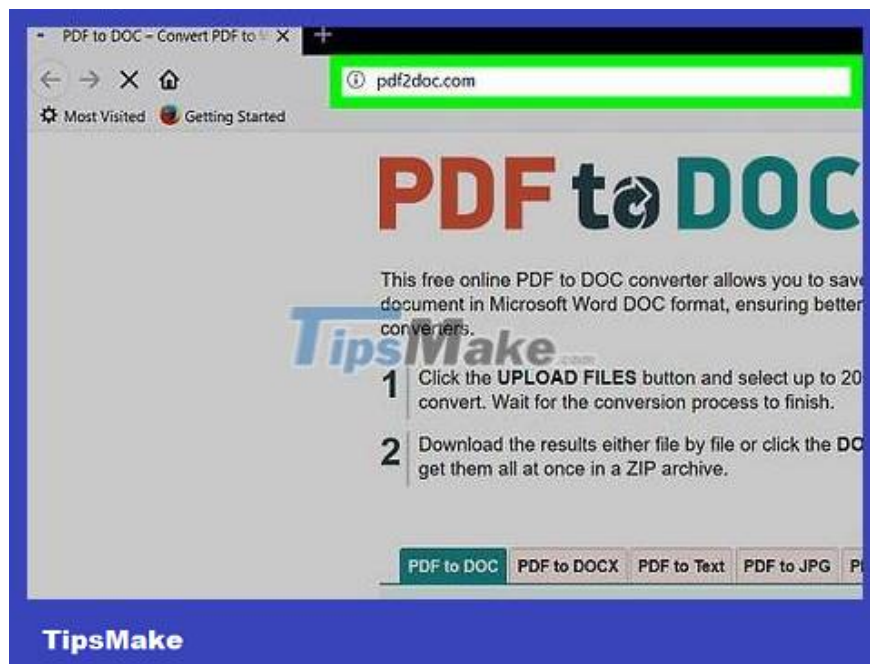 PDF to DOC – Convert PDF to
pdf2doc.com
Most Visited Getting Started
PDF to DOC
This free online PDF to DOC converter allows you to save
document in Microsoft Word DOC format, ensuring better
converters.
TipsMake.com
1 Click the UPLOAD FILES button and select up to 20
convert. Wait for the conversion process to finish.
2 Download the results either file by file or click the DO
get them all at once in a ZIP archive.
PDF to DOC PDF to DOCX PDF to Text PDF to JPG
TipsMake